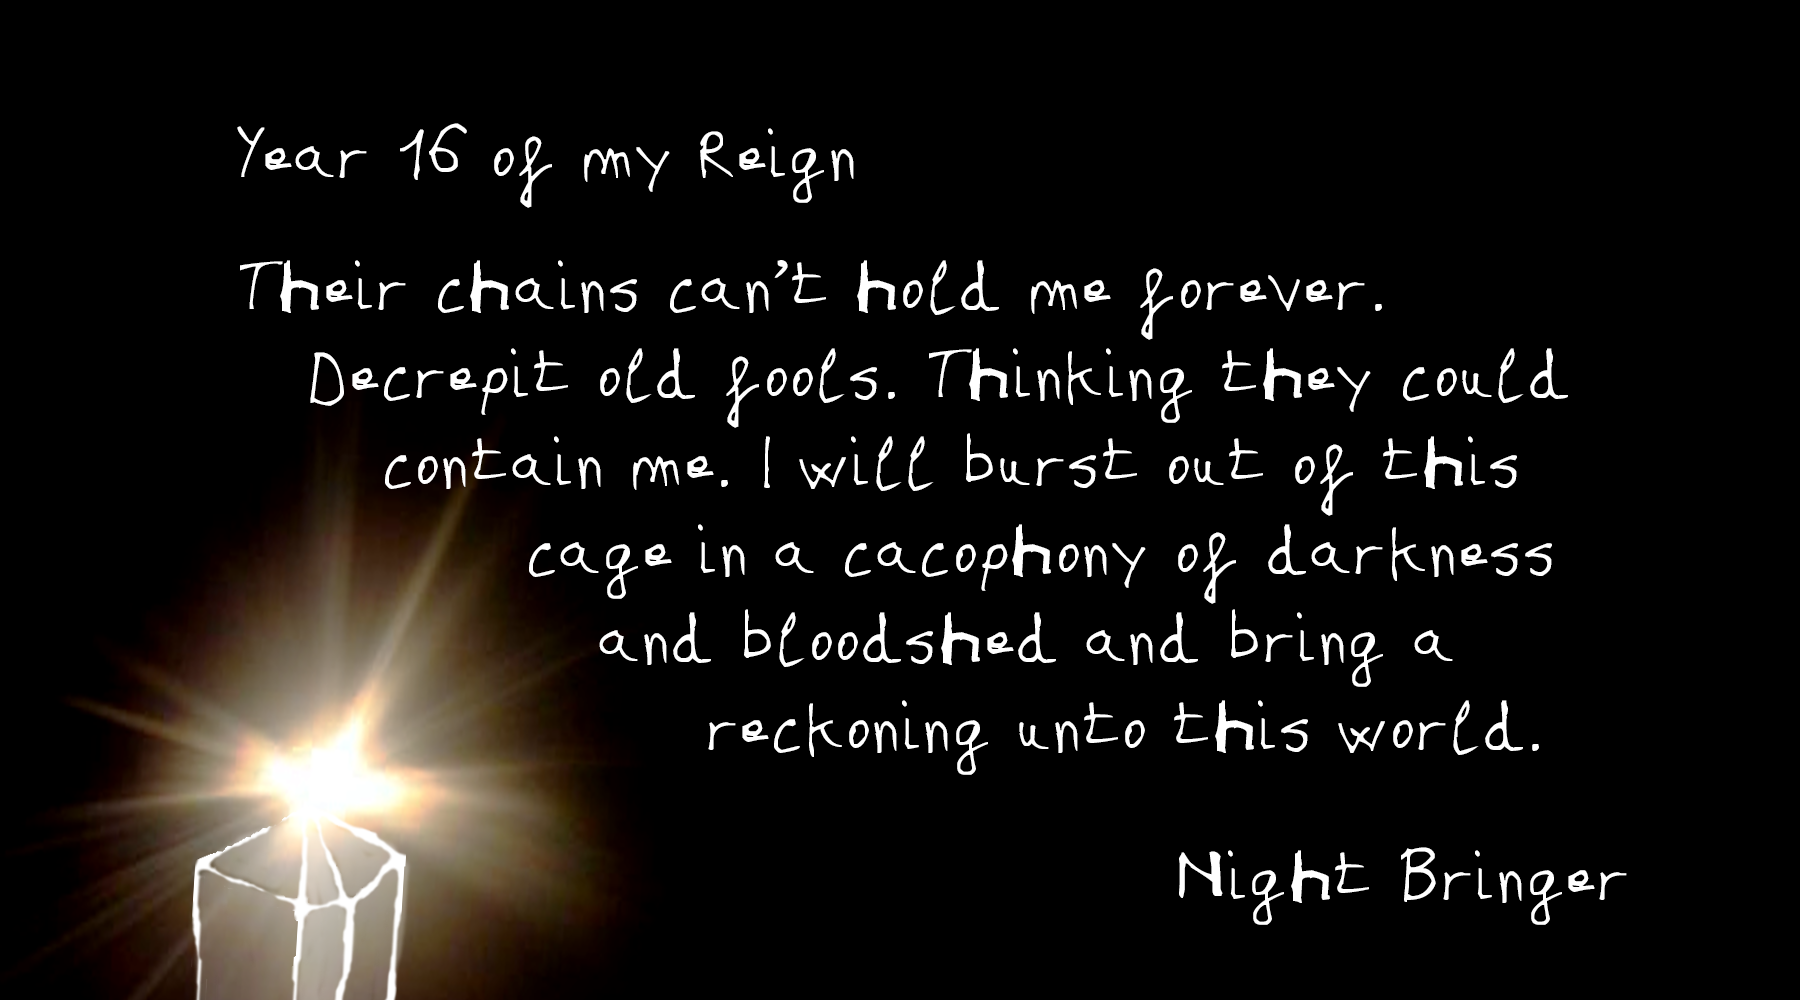 Year 16 of my Reign
Their chains can't hold me forever.
Decrepit old fools. Thinking they could
contain me. I will burst out of this
cage in a cacophony of darkness
and bloodshed and bring a
reckoning unto this world.
Night Bringer